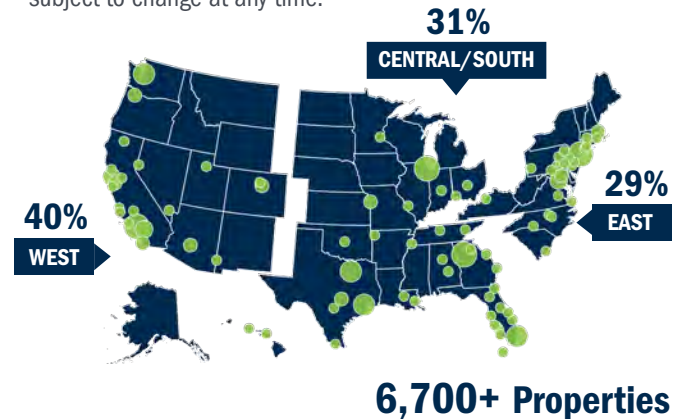 subject to change at any time.
31%
CENTRAL/SOUTH
29%
EAST
40%
WEST
6,700+ Properties